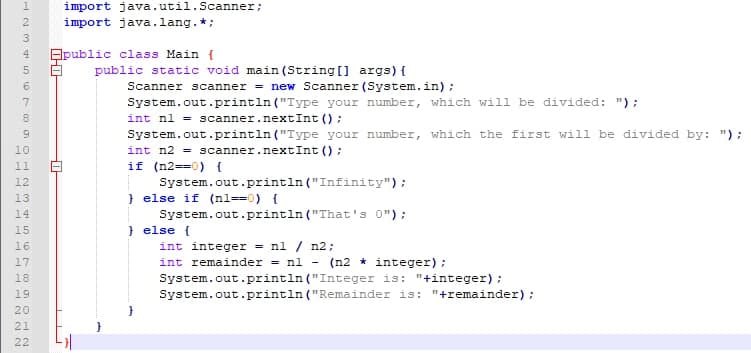 1 import java.util.Scanner;
2 import java.lang.*;
3
4 public class Main {
5 public static void main(String[] args){
6 Scanner scanner = new Scanner(System.in);
7 System.out.println("Type your number, which will be divided: ");
8 int n1 = scanner.nextInt();
9 System.out.println("Type your number, which the first will be divided by: ");
10 int n2 = scanner.nextInt();
11 if (n2==0) {
12 System.out.println("Infinity");
13 } else if (n1==0) {
14 System.out.println("That's 0");
15 } else {
16 int integer = n1 / n2;
17 int remainder = n1 - (n2 * integer);
18 System.out.println("Integer is: "+integer);
19 System.out.println("Remainder is: "+remainder);
20 }
21 }
22 }